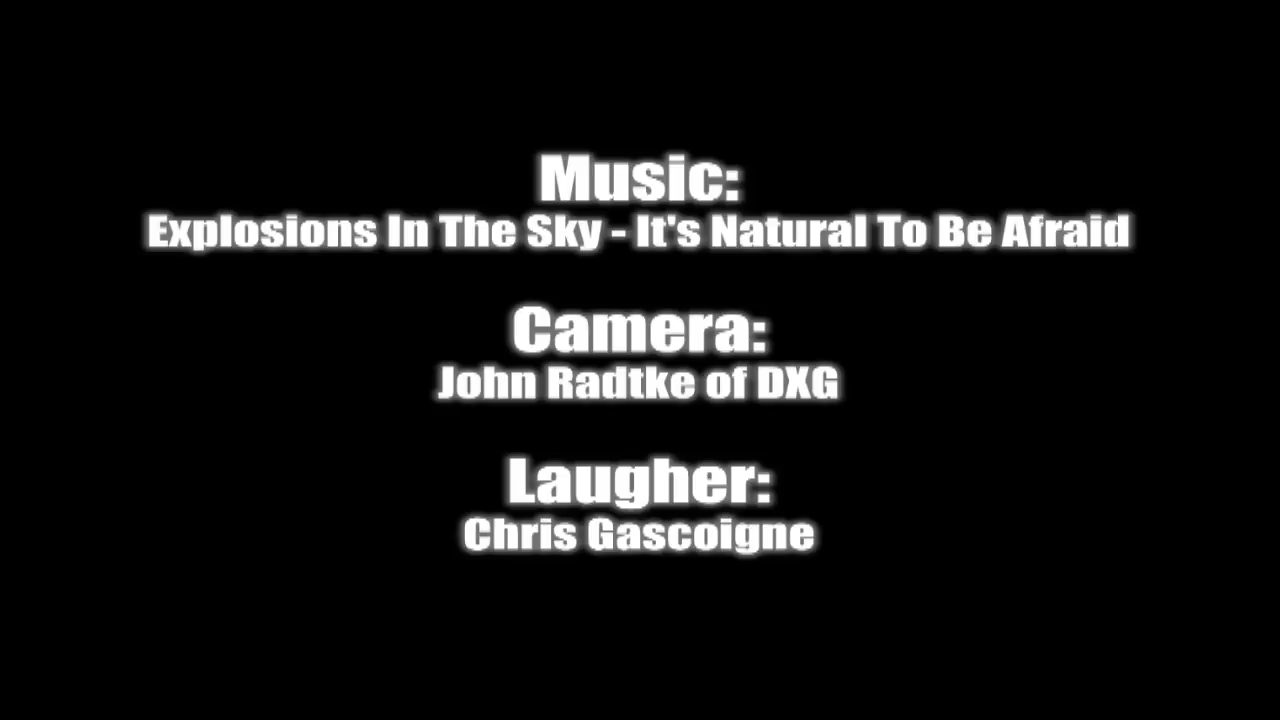 Music:
Explosions In The Sky - It's Natural To Be Afraid
Camera:
John Radtke of DXG
Laugher:
Chris Gascoigne